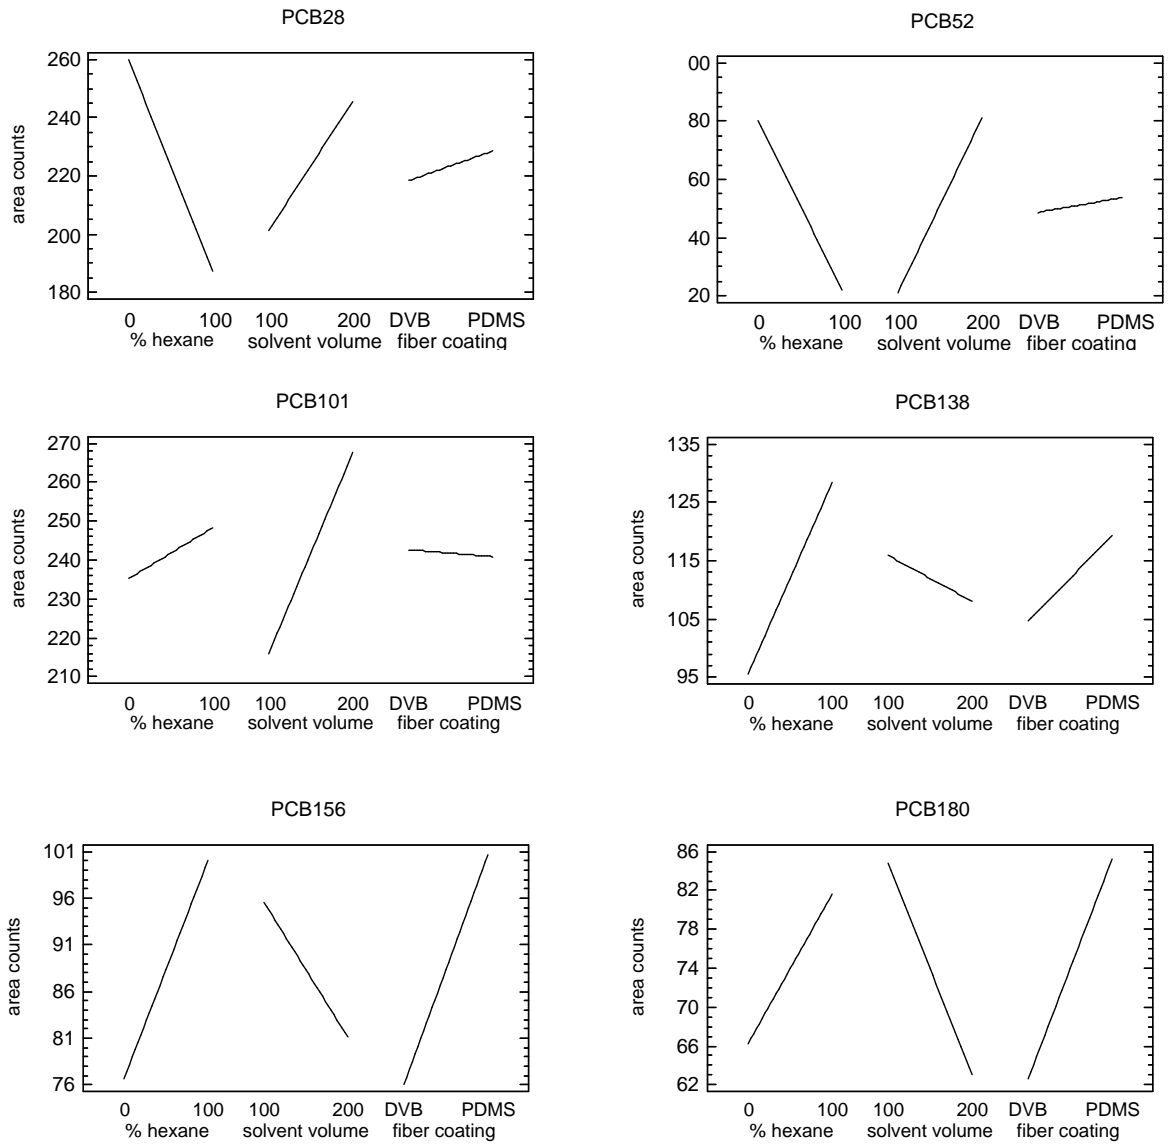 PCB28
260
240
220
200
180
area counts
0 100 100 200 DVB PDMS
% hexane solvent volume fiber coating
PCB52
00
80
60
40
20
0 100 100 200 DVB PDMS
% hexane solvent volume fiber coating
PCB101
270
260
250
240
230
220
210
area counts
0 100 100 200 DVB PDMS
% hexane solvent volume fiber coating
PCB138
135
125
115
105
95
area counts
0 100 100 200 DVB PDMS
% hexane solvent volume fiber coating
PCB156
101
96
91
86
81
76
area counts
0 100 100 200 DVB PDMS
% hexane solvent volume fiber coating
PCB180
86
82
78
74
70
66
62
area counts
0 100 100 200 DVB PDMS
% hexane solvent volume fiber coating